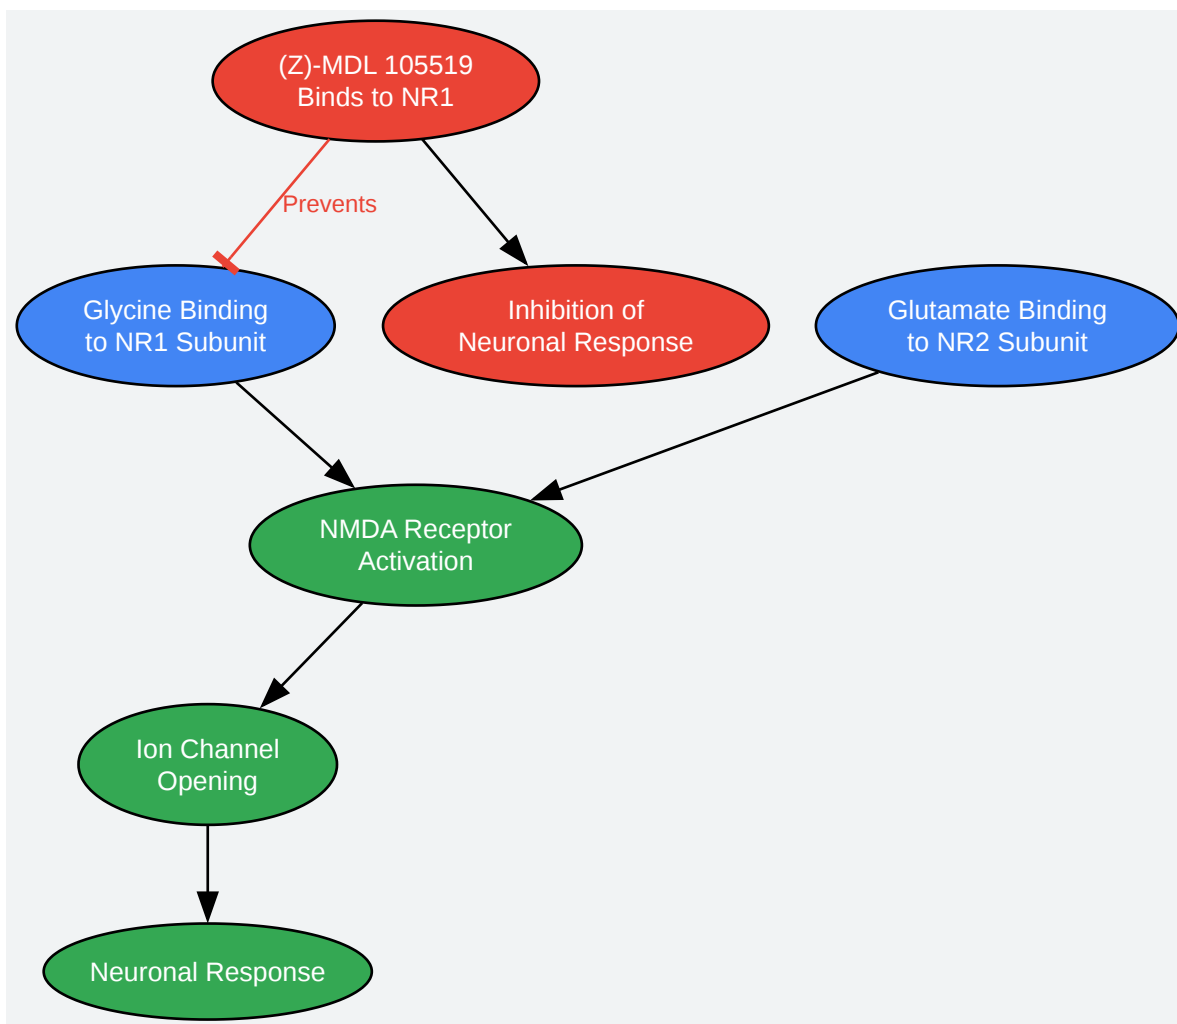 (Z)-MDL 105519
Binds to NR1
Prevents
Glycine Binding
to NR1 Subunit
Inhibition of
Neuronal Response
Glutamate Binding
to NR2 Subunit
NMDA Receptor
Activation
Ion Channel
Opening
Neuronal Response